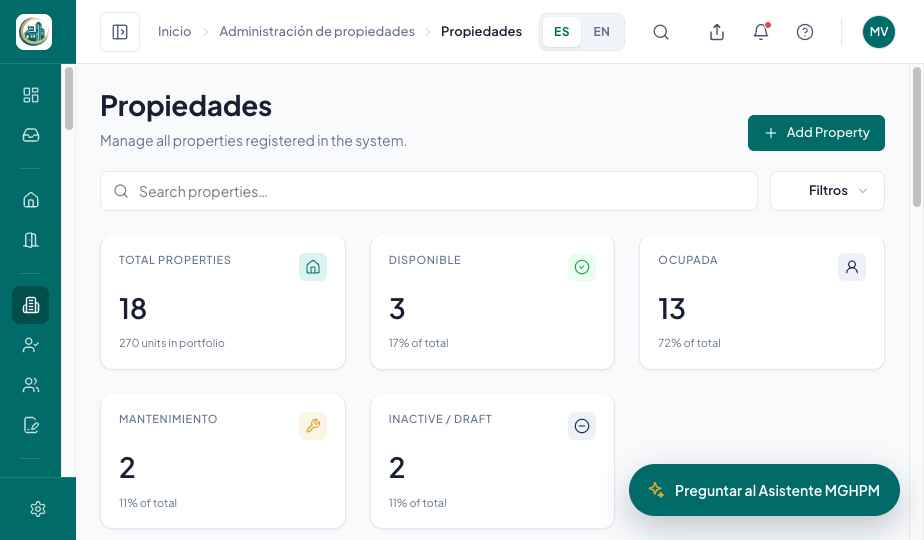 Inicio > Administración de propiedades > Propiedades
ES EN
MV
Propiedades
Manage all properties registered in the system.
Add Property
Search properties...
Filtros
TOTAL PROPERTIES
18
270 units in portfolio
DISPONIBLE
3
17% of total
OCUPADA
13
72% of total
MANTENIMIENTO
2
11% of total
INACTIVE / DRAFT
2
11% of total
Preguntar al Asistente MGHPM